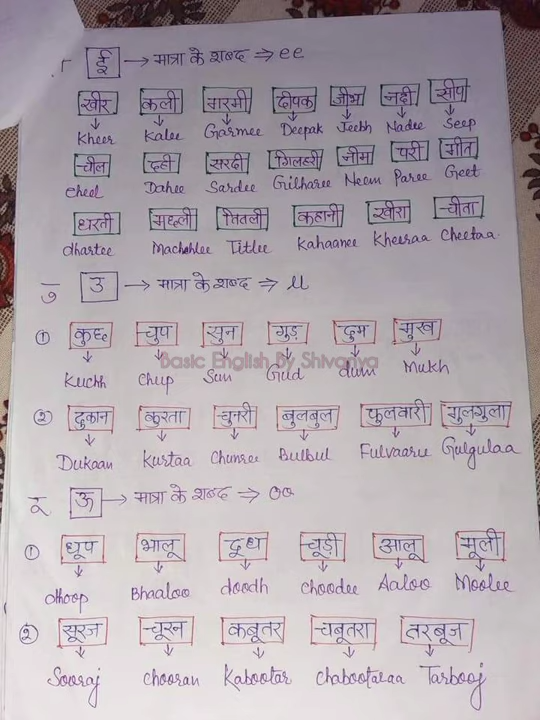 ी ई → मात्रा के शब्द ⇒ ee
खीर कली गरमी दीपक जीभ नदी सीप
Kheer Kalee Garmee Deepak Jeebh Nadee Seep
चील दही सरदी गिलहरी नीम परी गीत
cheel Dahee Sardee Gilharee Neem Paree Geet
धरती मछली तितली कहानी खीरा चीता
dhartee Machahlee Titlee Kahaanee Kheeraa Cheetaa
ु उ → मात्रा के शब्द ⇒ u
① कुछ चुप सुन गुड़ दुम मुख
Basic English By Shivaniya
Kuchh chup Sun Gud dum Mukh
② दुकान कुरता चुनरी बुलबुल फुलवारी गुलगुला
Dukaan Kurtaa Chunree Bulbul Fulvaaree Gulgulaa
ू ऊ → मात्रा के शब्द ⇒ oo
① धूप भालू दूध चूड़ी आलू मूली
dhoop Bhaaloo doodh choodee Aaloo Moolee
② सूरज चूरन कबूतर चबूतरा तरबूज
Sooraj chooran Kabootar chabootaraa Tarbooj